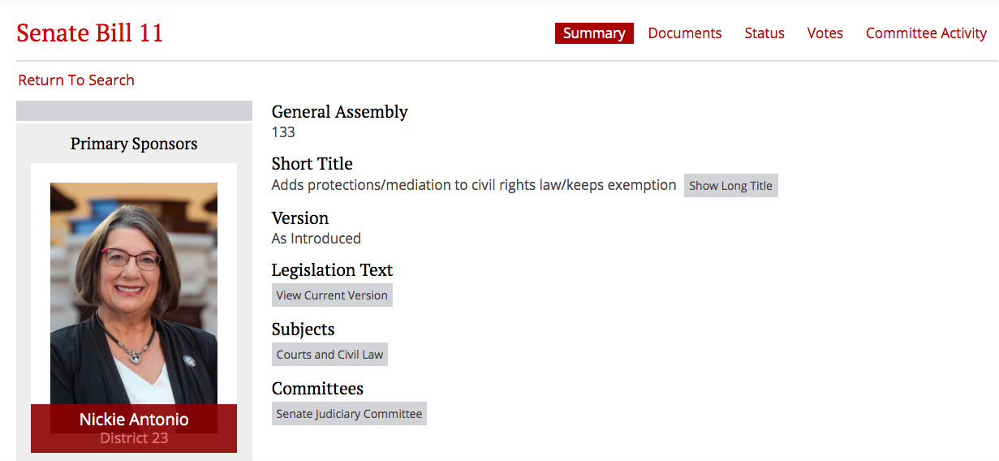 Senate Bill 11
Summary Documents Status Votes Committee Activity
Return To Search
Primary Sponsors
Nickie Antonio
District 23
General Assembly
133
Short Title
Adds protections/mediation to civil rights law/keeps exemption Show Long Title
Version
As Introduced
Legislation Text
View Current Version
Subjects
Courts and Civil Law
Committees
Senate Judiciary Committee